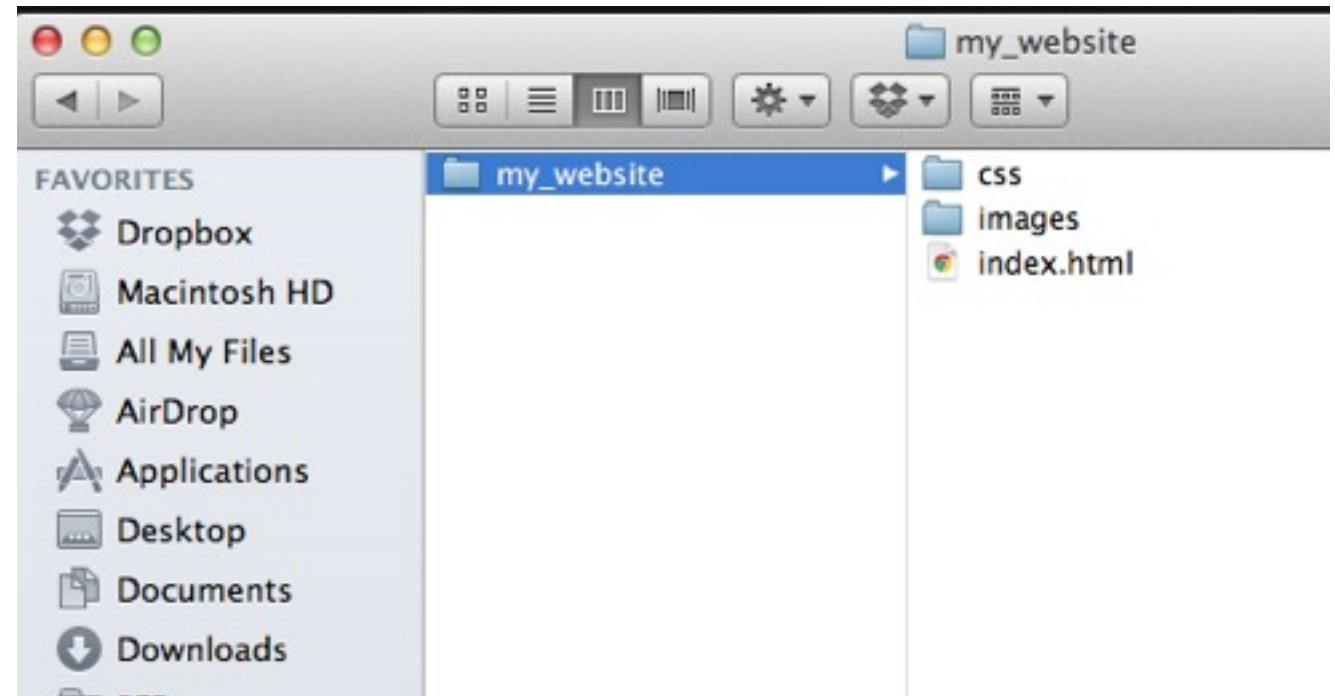 my_website
FAVORITES
Dropbox
Macintosh HD
All My Files
AirDrop
Applications
Desktop
Documents
Downloads
my_website
css
images
index.html